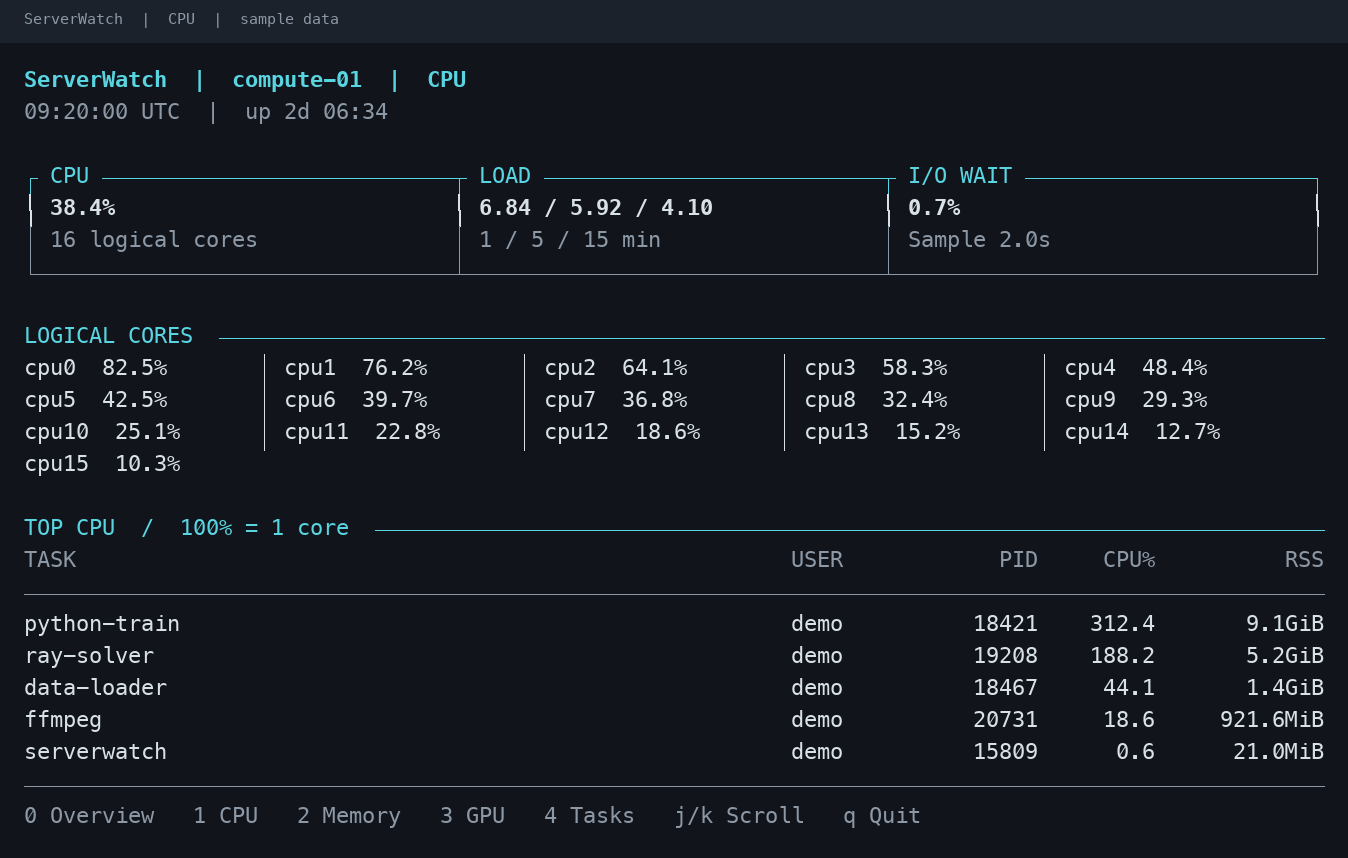 ServerWatch | CPU | sample data
ServerWatch | compute-01 | CPU
09:20:00 UTC | up 2d 06:34
CPU LOAD I/O WAIT
38.4% 6.84 / 5.92 / 4.10 0.7%
16 logical cores 1 / 5 / 15 min Sample 2.0s
LOGICAL CORES
cpu0 82.5% cpu1 76.2% cpu2 64.1% cpu3 58.3% cpu4 48.4%
cpu5 42.5% cpu6 39.7% cpu7 36.8% cpu8 32.4% cpu9 29.3%
cpu10 25.1% cpu11 22.8% cpu12 18.6% cpu13 15.2% cpu14 12.7%
cpu15 10.3%
TOP CPU / 100% = 1 core
TASK USER PID CPU% RSS
python-train demo 18421 312.4 9.1GiB
ray-solver demo 19208 188.2 5.2GiB
data-loader demo 18467 44.1 1.4GiB
ffmpeg demo 20731 18.6 921.6MiB
serverwatch demo 15809 0.6 21.0MiB
0 Overview 1 CPU 2 Memory 3 GPU 4 Tasks j/k Scroll q Quit